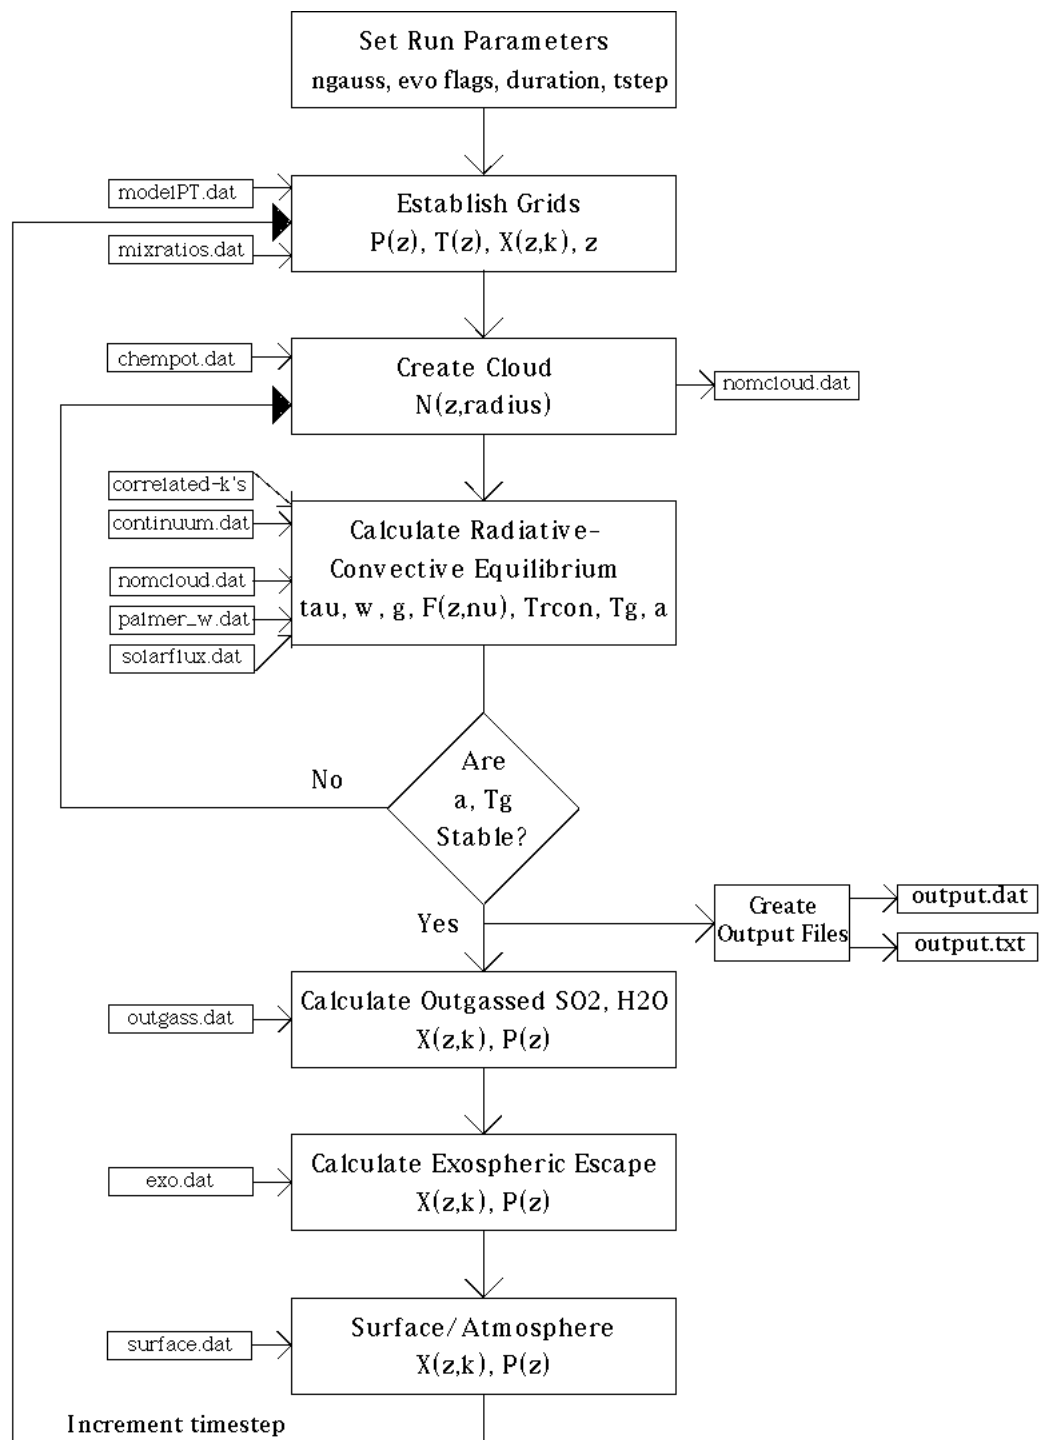 Set Run Parameters
ngauss, evo flags, duration, tstep
modelPT.dat
mixratios.dat
Establish Grids
P(z), T(z), X(z,k), z
chempot.dat
Create Cloud
N(z,radius)
nomcloud.dat
correlated-k's
continuum.dat
nomcloud.dat
palmer_w.dat
solarflux.dat
Calculate Radiative-
Convective Equilibrium
tau, w, g, F(z,nu), Trcon, Tg, a
Are
a, Tg
Stable?
No
Yes
Create
Output Files
output.dat
output.txt
outgass.dat
Calculate Outgassed SO2, H2O
X(z,k), P(z)
exo.dat
Calculate Exospheric Escape
X(z,k), P(z)
surface.dat
Surface/Atmosphere
X(z,k), P(z)
Increment timestep